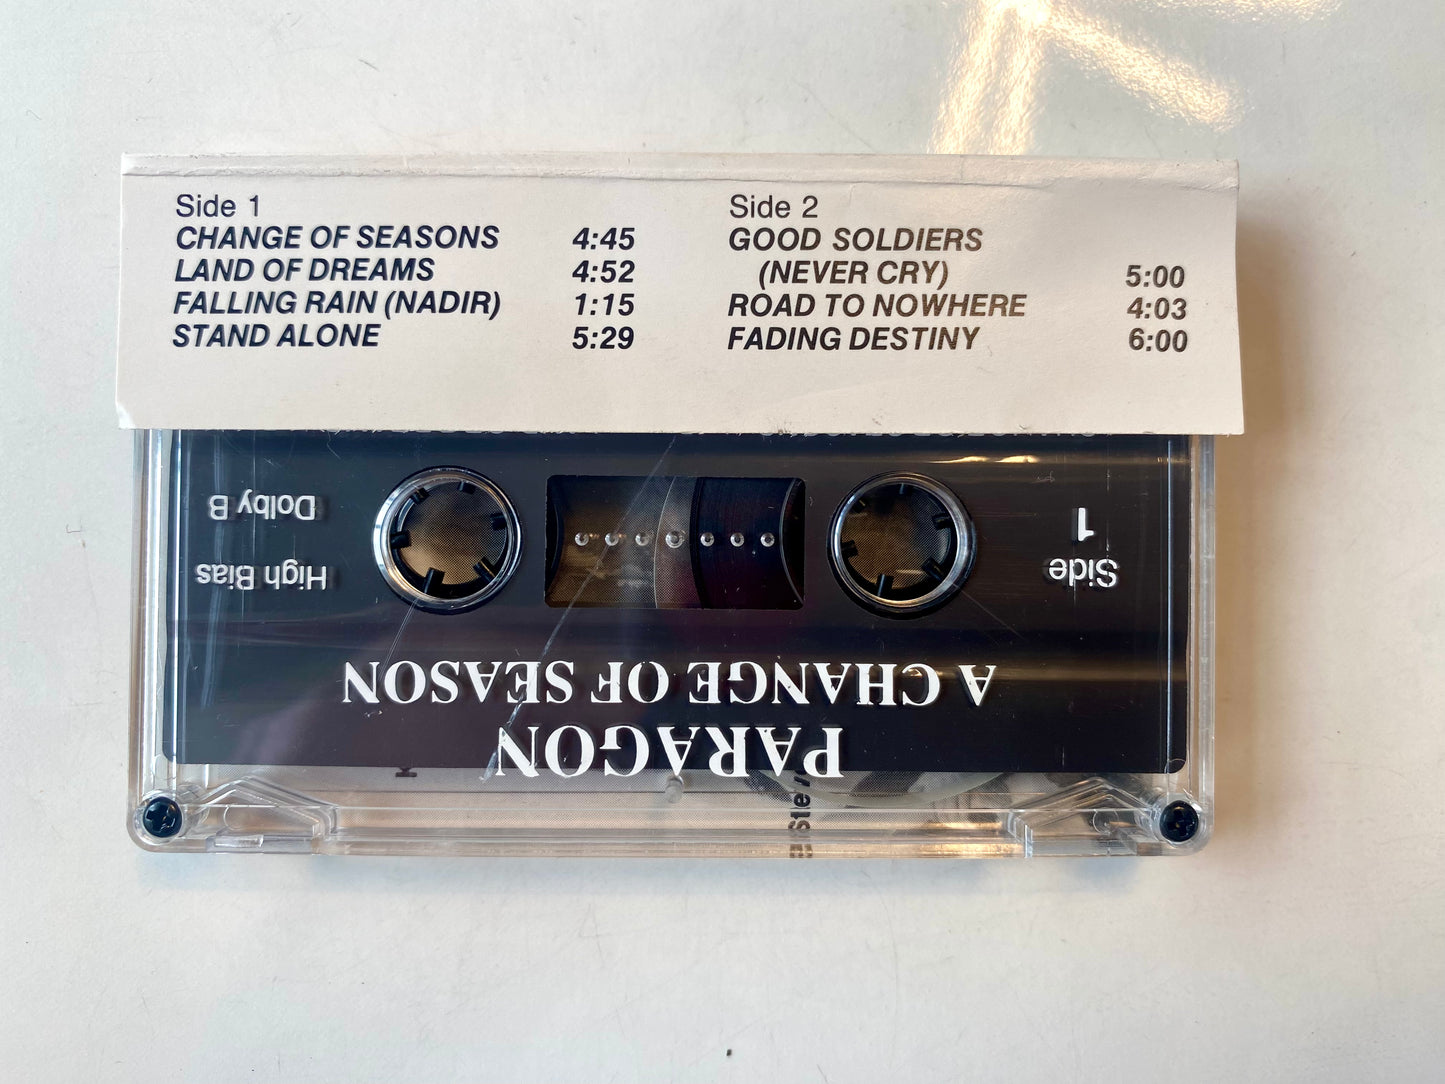 Side 1
CHANGE OF SEASONS 4:45
LAND OF DREAMS 4:52
FALLING RAIN (NADIR) 1:15
STAND ALONE 5:29
Side 2
GOOD SOLDIERS
(NEVER CRY) 5:00
ROAD TO NOWHERE 4:03
FADING DESTINY 6:00
PARAGON
A CHANGE OF SEASON
Side
1
High Bias
Dolby B